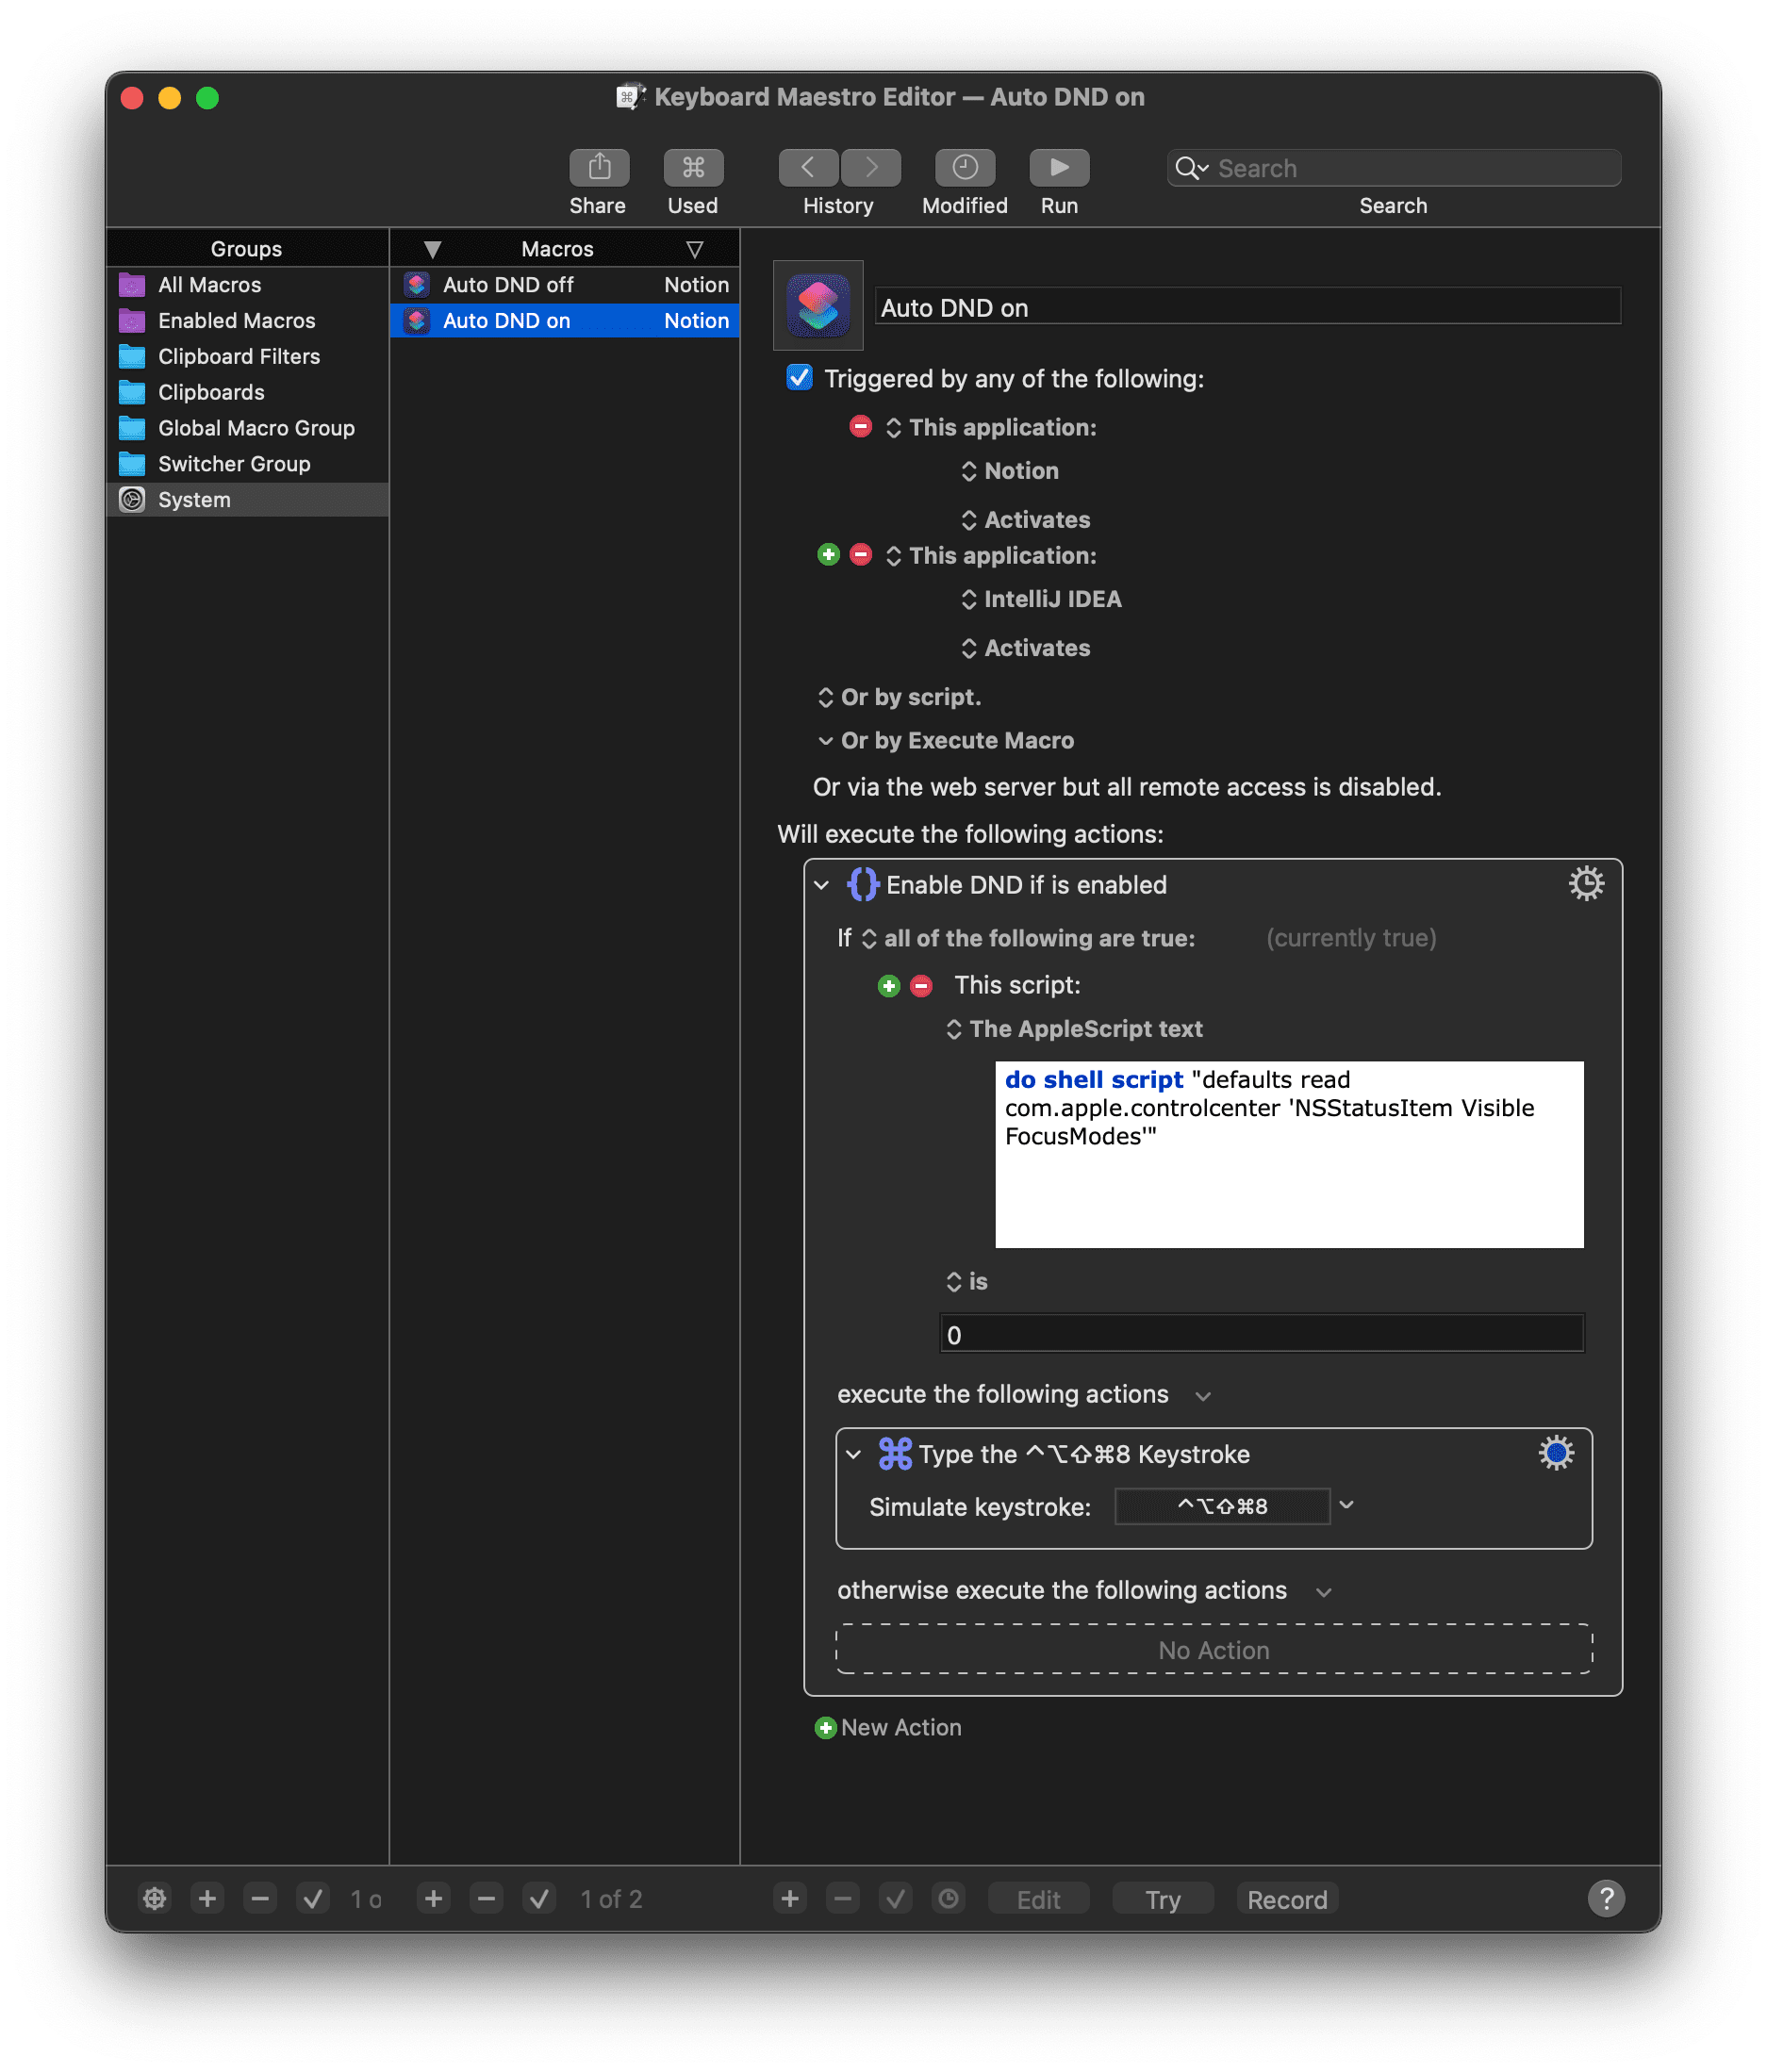 Keyboard Maestro Editor — Auto DND on
Share
Used
History
Modified
Run
Search
Search
Groups
All Macros
Enabled Macros
Clipboard Filters
Clipboards
Global Macro Group
Switcher Group
System
Macros
Auto DND off Notion
Auto DND on Notion
Auto DND on
Triggered by any of the following:
This application:
Notion
Activates
This application:
IntelliJ IDEA
Activates
Or by script.
Or by Execute Macro
Or via the web server but all remote access is disabled.
Will execute the following actions:
Enable DND if is enabled
If all of the following are true: (currently true)
This script:
The AppleScript text
do shell script "defaults read
com.apple.controlcenter 'NSStatusItem Visible
FocusModes'"
is
0
execute the following actions
Type the ⌃⌥⇧⌘8 Keystroke
Simulate keystroke: ⌃⌥⇧⌘8
otherwise execute the following actions
No Action
New Action
1 o
1 of 2
Edit
Try
Record
?